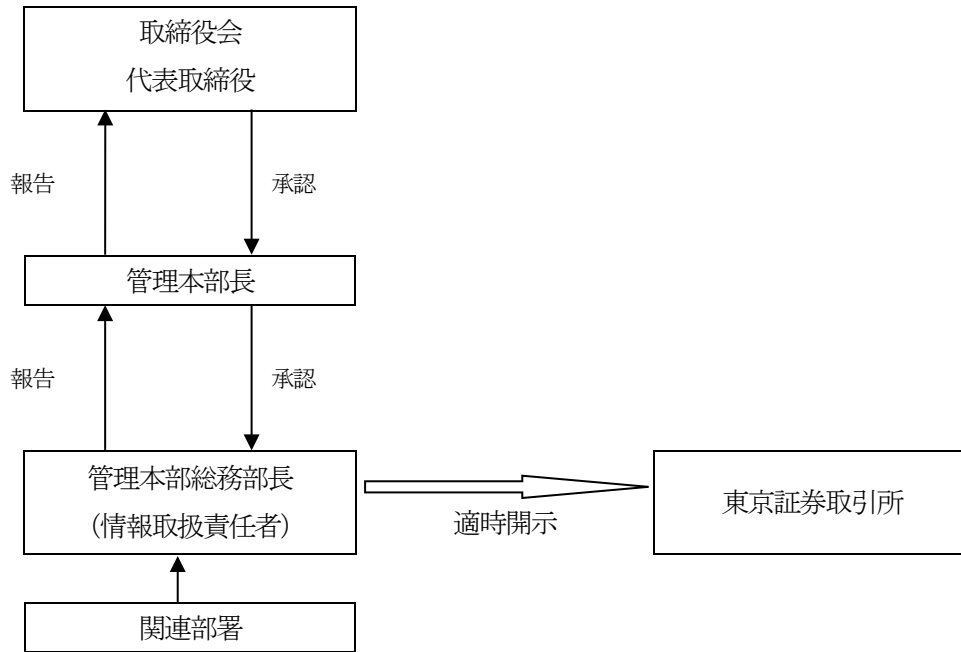 取締役会
代表取締役
報告
承認
管理本部長
報告
承認
管理本部総務部長
（情報取扱責任者）
適時開示
東京証券取引所
関連部署